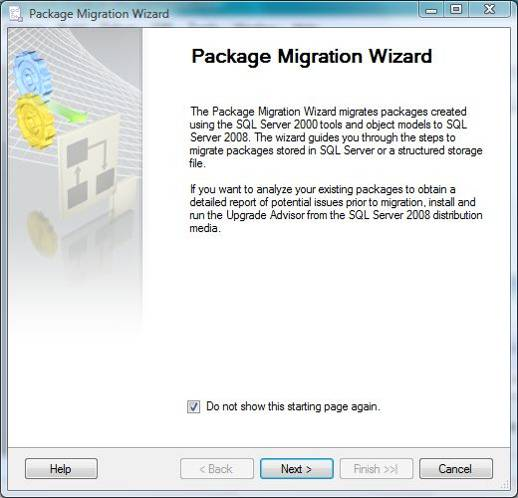 Package Migration Wizard
Package Migration Wizard
The Package Migration Wizard migrates packages created
using the SQL Server 2000 tools and object models to SQL
Server 2008. The wizard guides you through the steps to
migrate packages stored in SQL Server or a structured storage
file.
If you want to analyze your existing packages to obtain a
detailed report of potential issues prior to migration, install and
run the Upgrade Advisor from the SQL Server 2008 distribution
media.
Do not show this starting page again.
Help
< Back
Next >
Finish >>|
Cancel